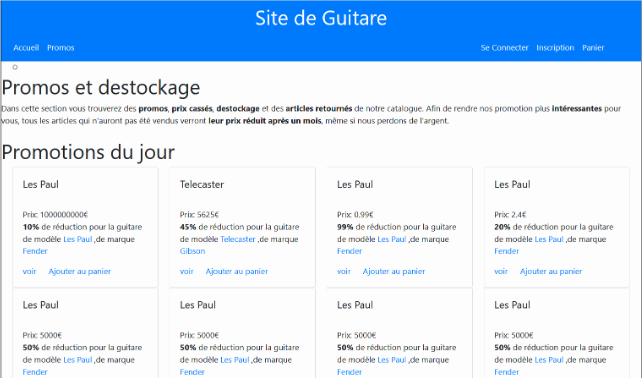 Site de Guitare
Accueil Promos Se Connecter Inscription Panier
Promos et destockage
Dans cette section vous trouverez des promos, prix cassés, destockage et des articles retournés de notre catalogue. Afin de rendre nos promotion plus intéressantes pour
vous, tous les articles qui n'auront pas été vendus verront leur prix réduit après un mois, même si nous perdons de l'argent.
Promotions du jour
Les Paul
Prix: 1000000000€
10% de réduction pour la guitare
de modèle Les Paul ,de marque
Fender
voir Ajouter au panier
Telecaster
Prix: 5625€
45% de réduction pour la guitare
de modèle Telecaster ,de marque
Gibson
voir Ajouter au panier
Les Paul
Prix: 0.99€
99% de réduction pour la guitare
de modèle Les Paul ,de marque
Fender
voir Ajouter au panier
Les Paul
Prix: 2.4€
20% de réduction pour la guitare
de modèle Les Paul ,de marque
Fender
voir Ajouter au panier
Les Paul
Prix: 5000€
50% de réduction pour la guitare
de modèle Les Paul ,de marque
Fender
Les Paul
Prix: 5000€
50% de réduction pour la guitare
de modèle Les Paul ,de marque
Fender
Les Paul
Prix: 5000€
50% de réduction pour la guitare
de modèle Les Paul ,de marque
Fender
Les Paul
Prix: 5000€
50% de réduction pour la guitare
de modèle Les Paul ,de marque
Fender